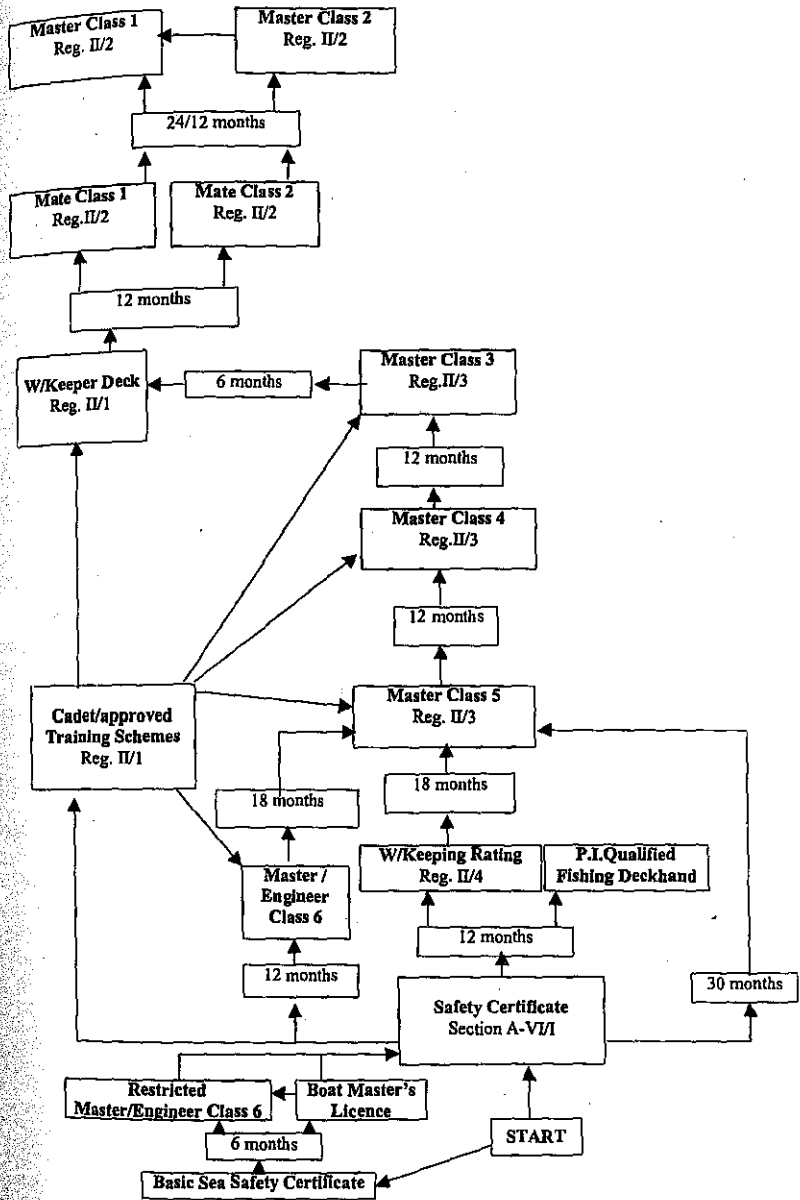 Master Class 1
Reg. II/2
Master Class 2
Reg. II/2
24/12 months
Mate Class 1
Reg.II/2
Mate Class 2
Reg. II/2
12 months
W/Keeper Deck
Reg. II/1
6 months
Master Class 3
Reg.II/3
12 months
Master Class 4
Reg.II/3
12 months
Cadet/approved
Training Schemes
Reg. II/1
Master Class 5
Reg. II/3
18 months
18 months
Master /
Engineer
Class 6
W/Keeping Rating
Reg. II/4
P.I.Qualified
Fishing Deckhand
12 months
12 months
30 months
Safety Certificate
Section A-VI/I
Restricted
Master/Engineer Class 6
Boat Master's
Licence
6 months
START
Basic Sea Safety Certificate